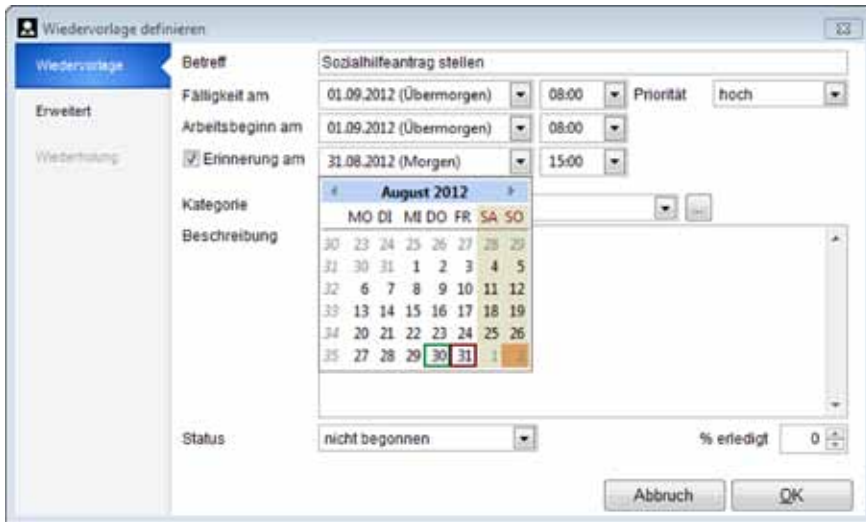 Wiedervorlage definieren
Wiedervorlage
Erweitert
Wiederholung
Betreff Sozialhilfeantrag stellen
Fälligkeit am 01.09.2012 (Übermorgen) 08:00 Priorität hoch
Arbeitsbeginn am 01.09.2012 (Übermorgen) 08:00
Erinnerung am 31.08.2012 (Morgen) 15:00
August 2012
Kategorie ...
MO DI MI DO FR SA SO
Beschreibung
30 23 24 25 26 27 28 29
31 30 31 1 2 3 4 5
32 6 7 8 9 10 11 12
33 13 14 15 16 17 18 19
34 20 21 22 23 24 25 26
35 27 28 29 30 31 1 2
Status nicht begonnen % erledigt 0
Abbruch OK